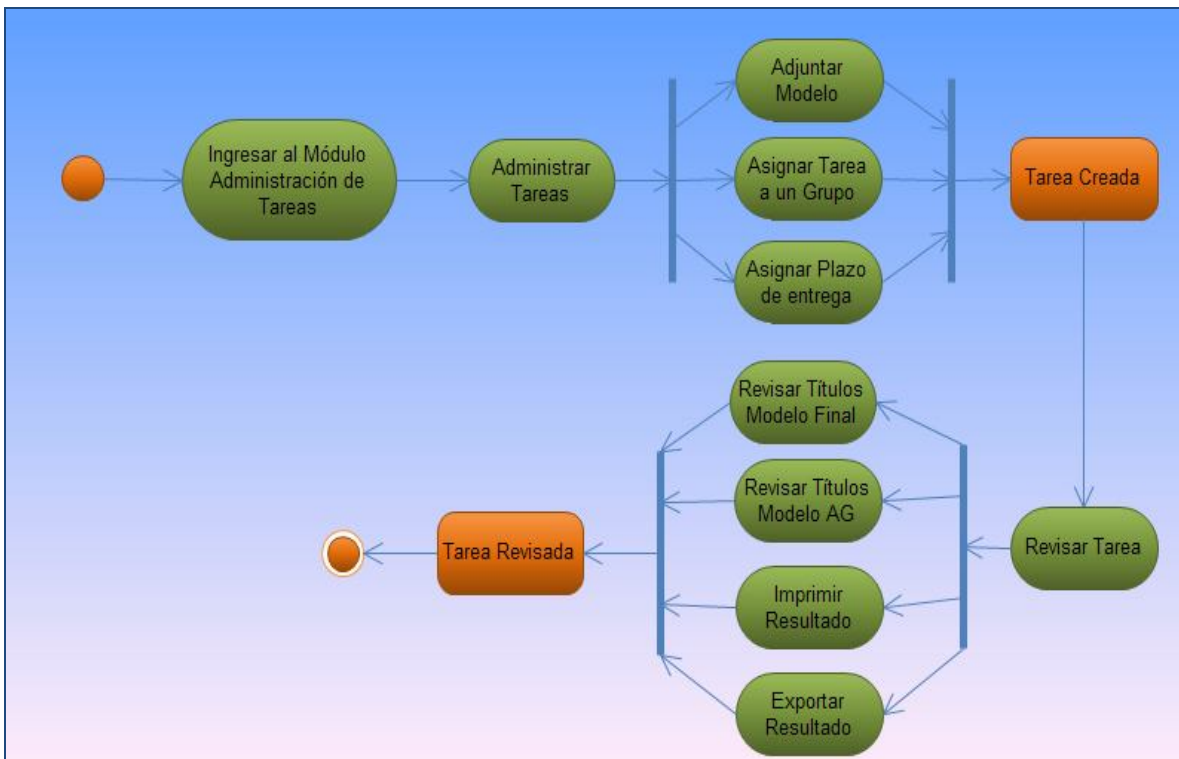 Ingresar al Módulo
Administración de
Tareas
Administrar
Tareas
Adjuntar
Modelo
Asignar Tarea
a un Grupo
Asignar Plazo
de entrega
Tarea Creada
Revisar Tarea
Revisar Títulos
Modelo Final
Revisar Títulos
Modelo AG
Imprimir
Resultado
Exportar
Resultado
Tarea Revisada